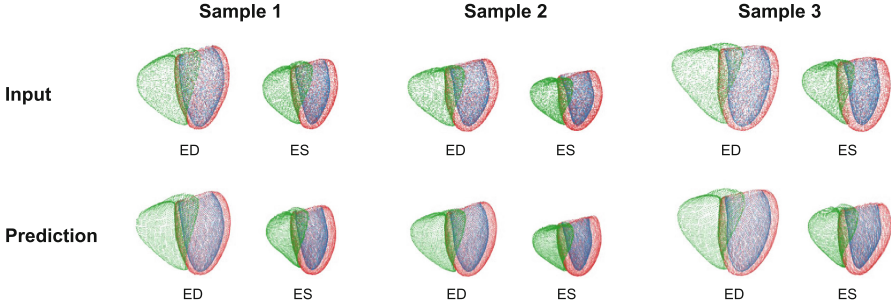 Sample 1 Sample 2 Sample 3
Input
ED ES ED ES ED ES
Prediction
ED ES ED ES ED ES